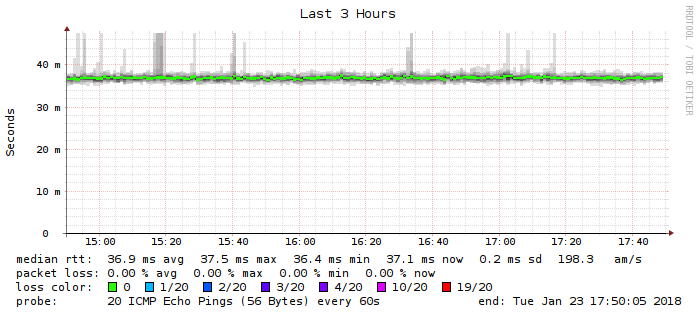 Last 3 Hours
RRDTOOL / TOBI OETIKER
Seconds
40 m
30 m
20 m
10 m
0
15:00 15:20 15:40 16:00 16:20 16:40 17:00 17:20 17:40
median rtt: 36.9 ms avg 37.5 ms max 36.4 ms min 37.1 ms now 0.2 ms sd 198.3 am/s
packet loss: 0.00 % avg 0.00 % max 0.00 % min 0.00 % now
loss color: 0 1/20 2/20 3/20 4/20 10/20 19/20
probe: 20 ICMP Echo Pings (56 Bytes) every 60s end: Tue Jan 23 17:50:05 2018